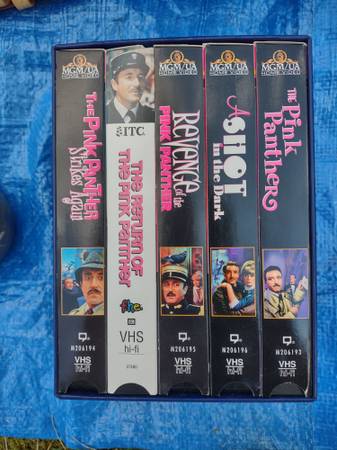 MGM/UA
HOME VIDEO
THE PINK PANTHER
Strikes Again
M206194
VHS
hi-fi
ITC
THE RETURN OF
THE PINK PANTHER
f.h.e.
VHS
hi-fi
MGM/UA
HOME VIDEO
REVENGE of the
PINK PANTHER
M206195
VHS
hi-fi
MGM/UA
HOME VIDEO
A
SHOT
in the Dark
M206196
VHS
hi-fi
MGM/UA
HOME VIDEO
THE Pink
Panther
M206193
VHS
hi-fi